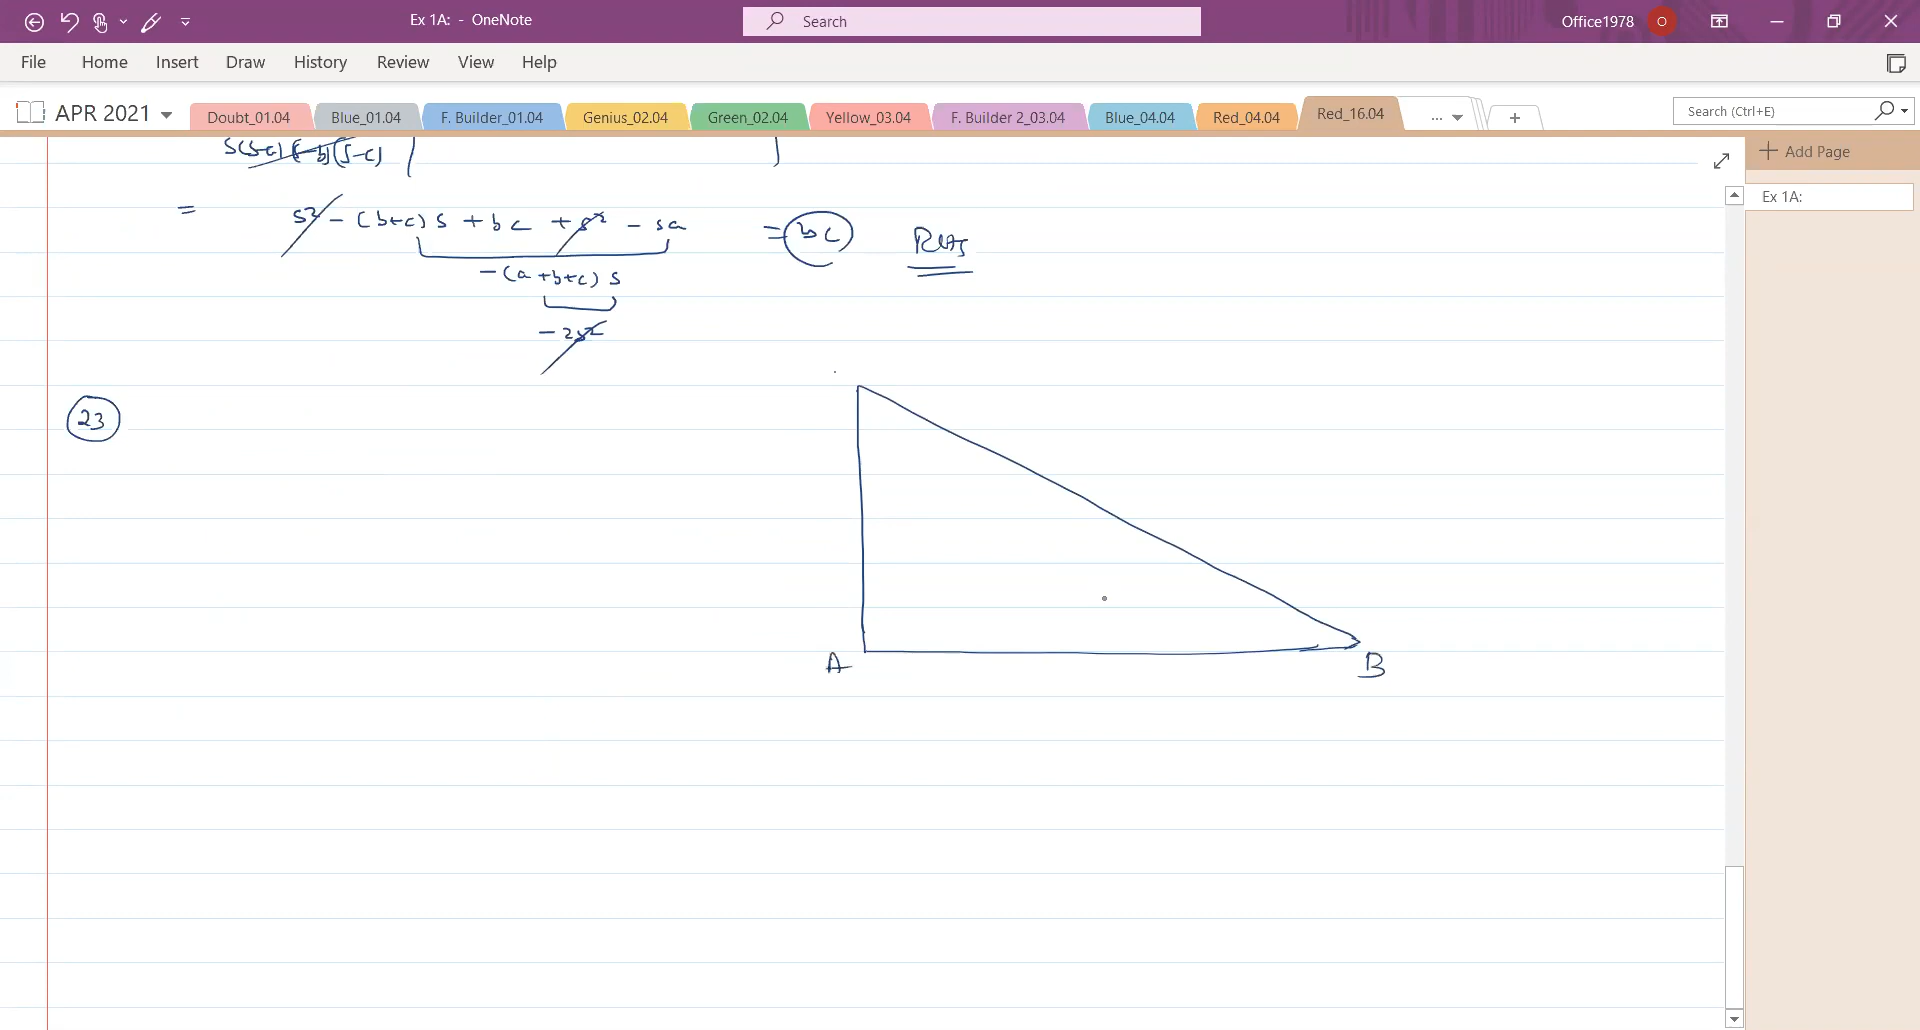 Ex 1A: - OneNote
Search
Office1978
O
File Home Insert Draw History Review View Help
APR 2021
Doubt_01.04 Blue_01.04 F. Builder_01.04 Genius_02.04 Green_02.04 Yellow_03.04 F. Builder 2_03.04 Blue_04.04 Red_04.04 Red_16.04 ... +
Search (Ctrl+E)
Add Page
Ex 1A:
(s-b)(s-c)
= s² - (b+c)s + bc + s² - sa = bc RHS
-(a+b+c) s
- 2s²
23
A B